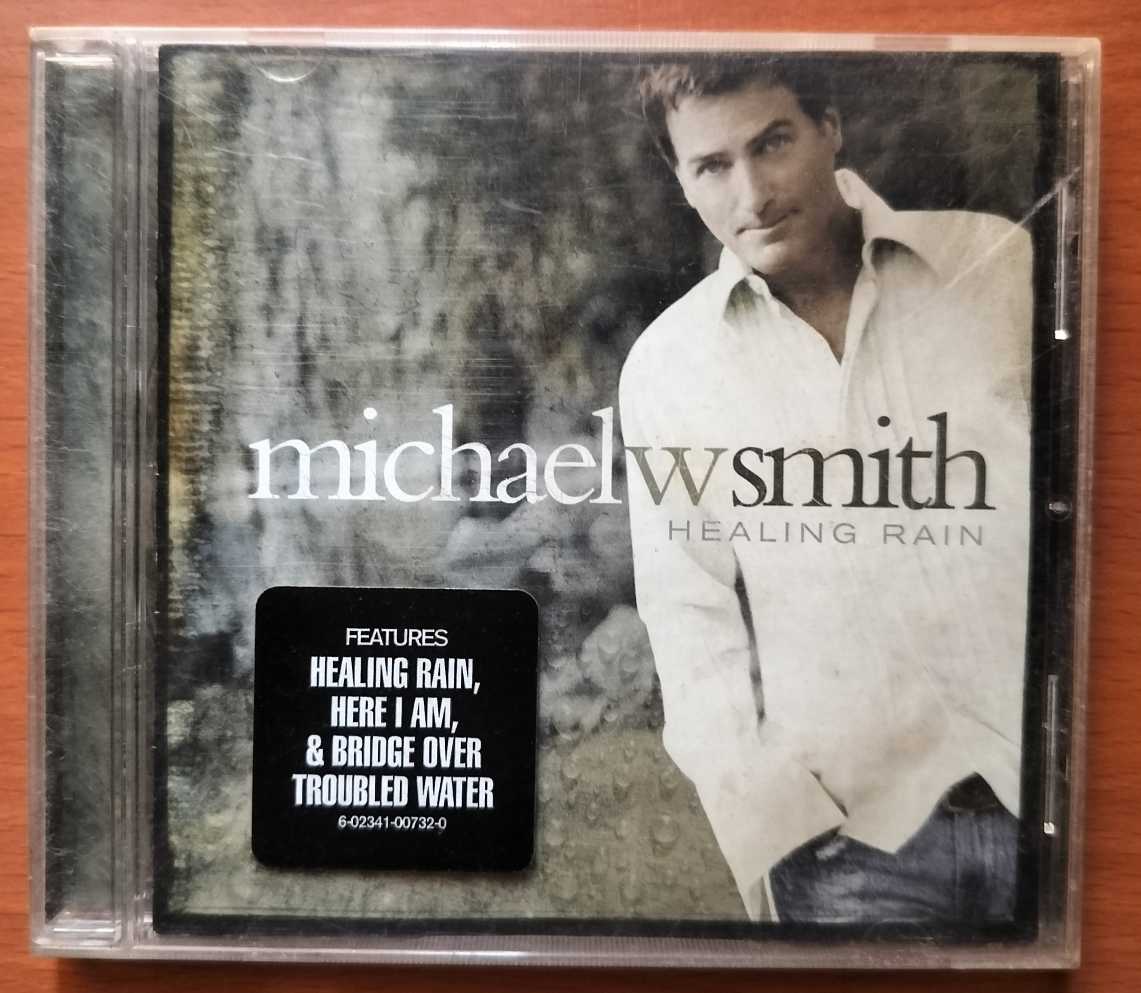 michaelwsmith
HEALING RAIN
FEATURES
HEALING RAIN,
HERE I AM,
& BRIDGE OVER
TROUBLED WATER
6-02341-00732-0